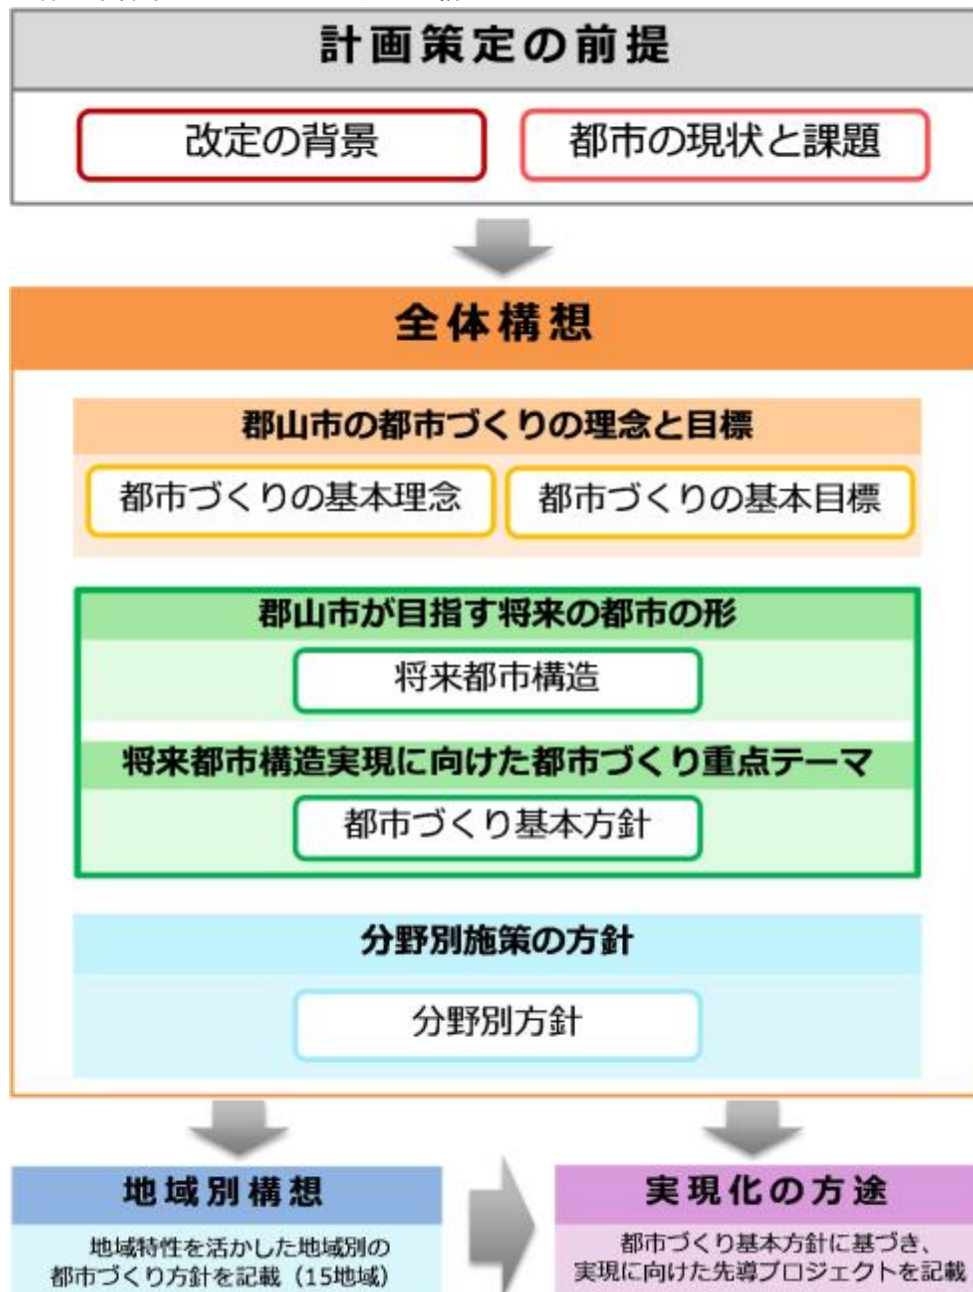 計画策定の前提
改定の背景
都市の現状と課題
全体構想
郡山市の都市づくりの理念と目標
都市づくりの基本理念
都市づくりの基本目標
郡山市が目指す将来の都市の形
将来都市構造
将来都市構造実現に向けた都市づくり重点テーマ
都市づくり基本方針
分野別施策の方針
分野別方針
地域別構想
地域特性を活かした地域別の
都市づくり方針を記載（15地域）
実現化の方途
都市づくり基本方針に基づき、
実現に向けた先導プロジェクトを記載